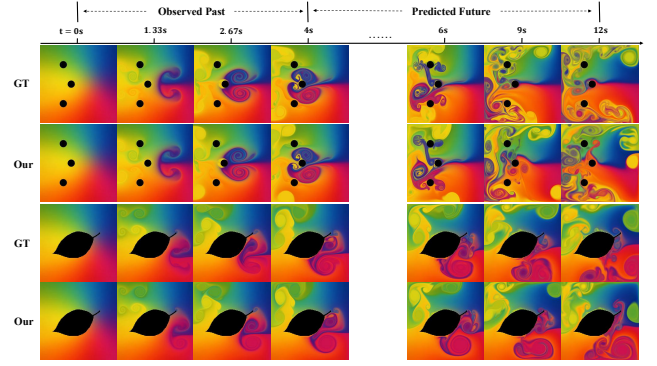 Observed Past
Predicted Future
t = 0s 1.33s 2.67s 4s ...... 6s 9s 12s
GT
Our
GT
Our